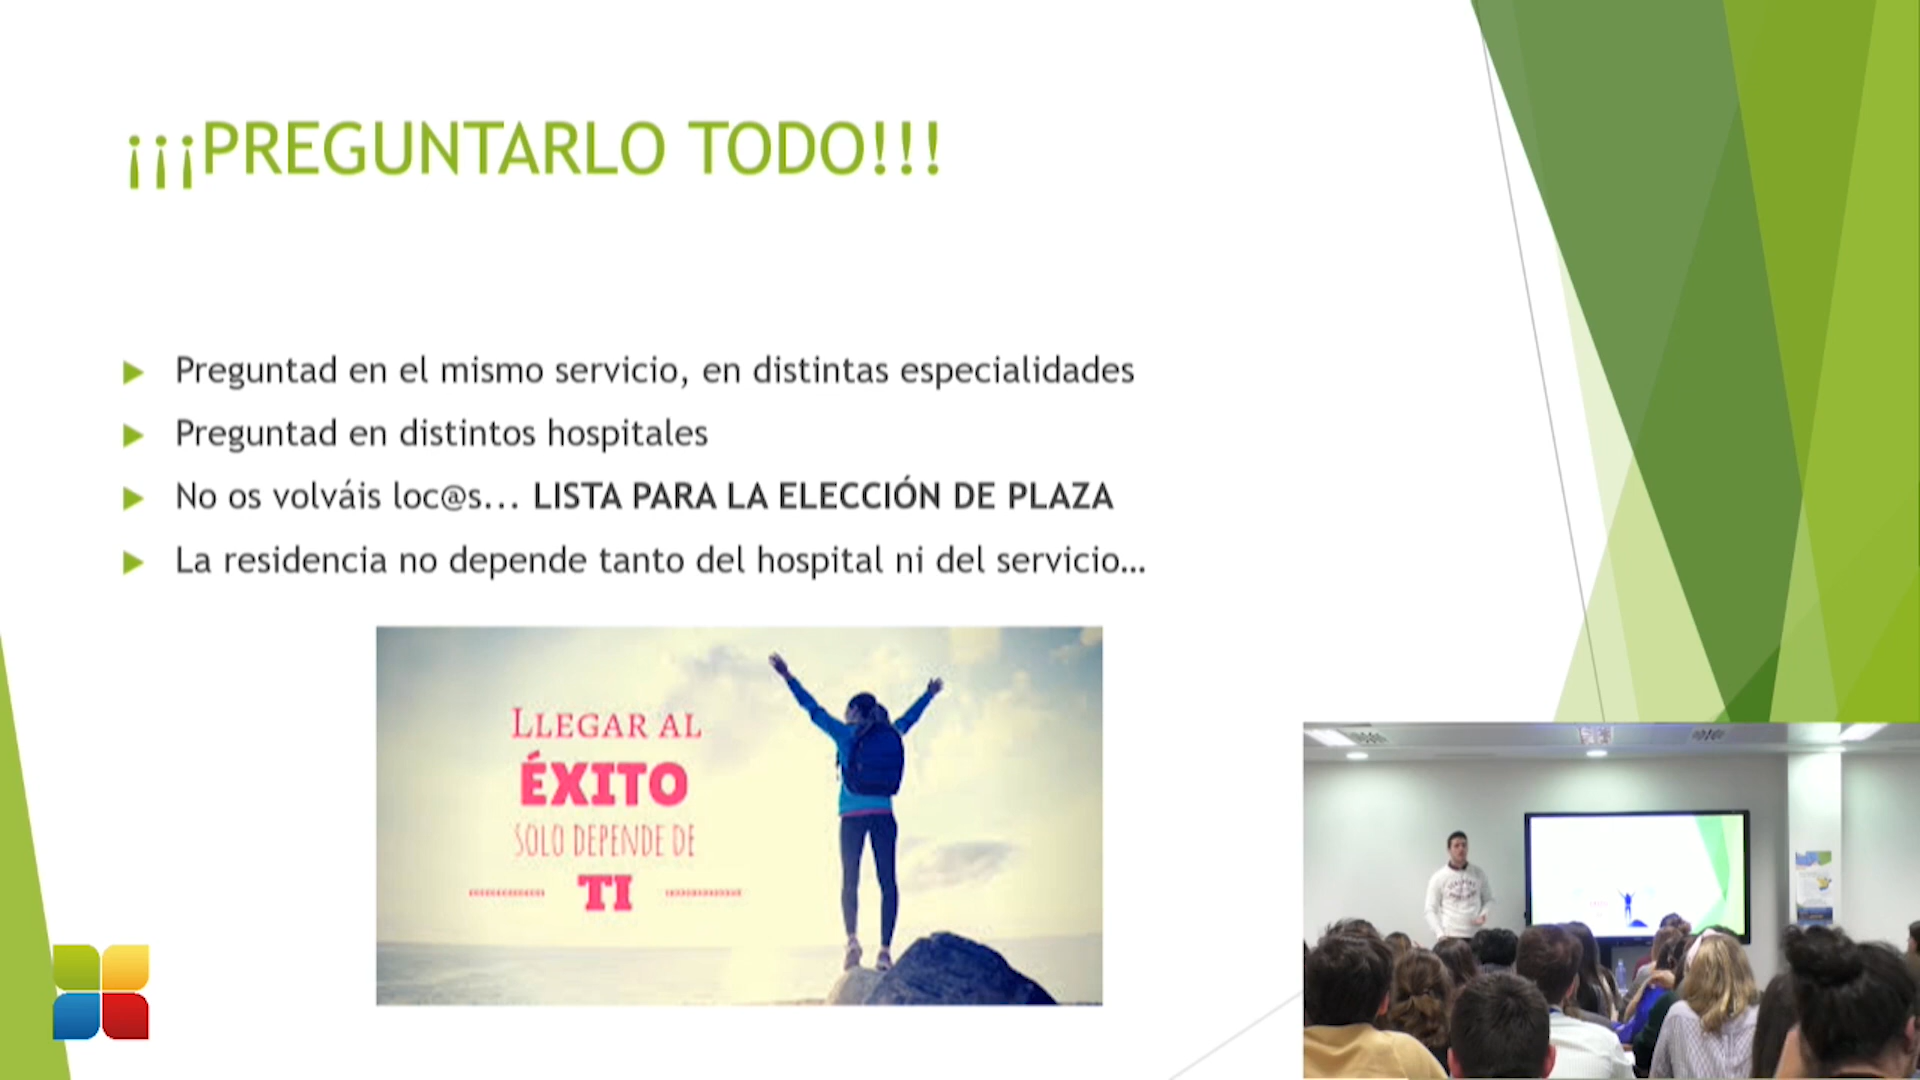 ¡¡¡PREGUNTARLO TODO!!!
Preguntad en el mismo servicio, en distintas especialidades
Preguntad en distintos hospitales
No os volváis loc@s... LISTA PARA LA ELECCIÓN DE PLAZA
La residencia no depende tanto del hospital ni del servicio...
LLEGAR AL
ÉXITO
SOLO DEPENDE DE
TI